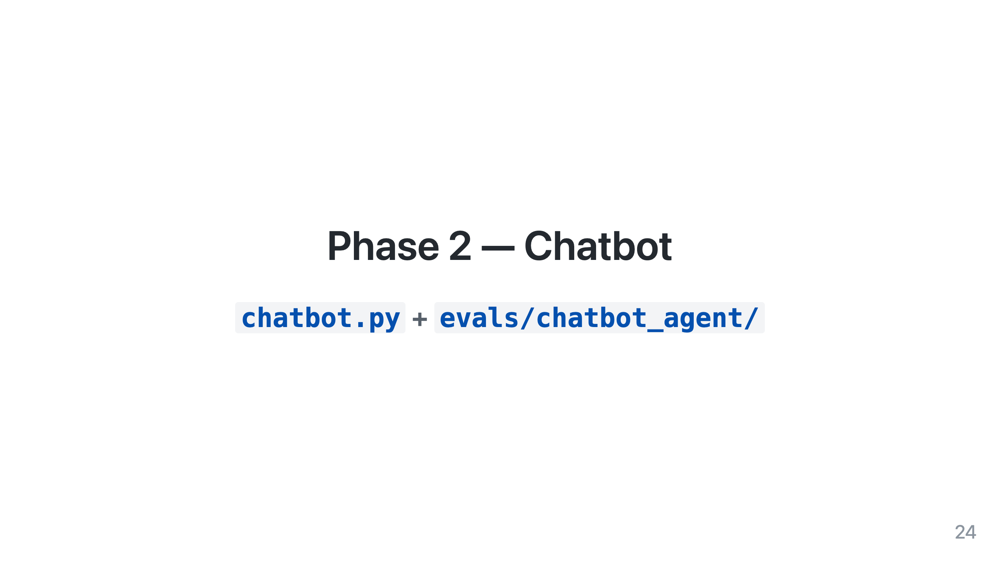 Phase 2 — Chatbot
chatbot.py + evals/chatbot_agent/
24